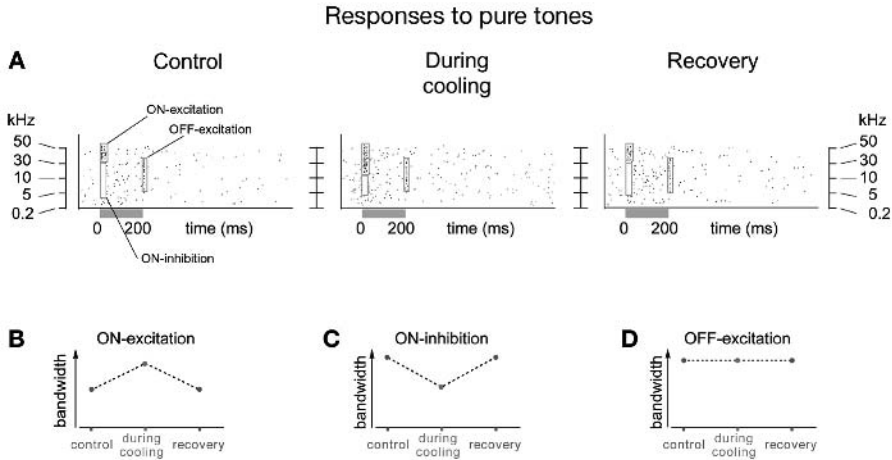 Responses to pure tones
A
Control
During
cooling
Recovery
ON-excitation
OFF-excitation
kHz
50
30
10
5
0.2
0
200
time (ms)
ON-inhibition
0
200
time (ms)
0
200
time (ms)
kHz
50
30
10
5
0.2
B
ON-excitation
bandwidth
control
during
cooling
recovery
C
ON-inhibition
bandwidth
control
during
cooling
recovery
D
OFF-excitation
bandwidth
control
during
cooling
recovery